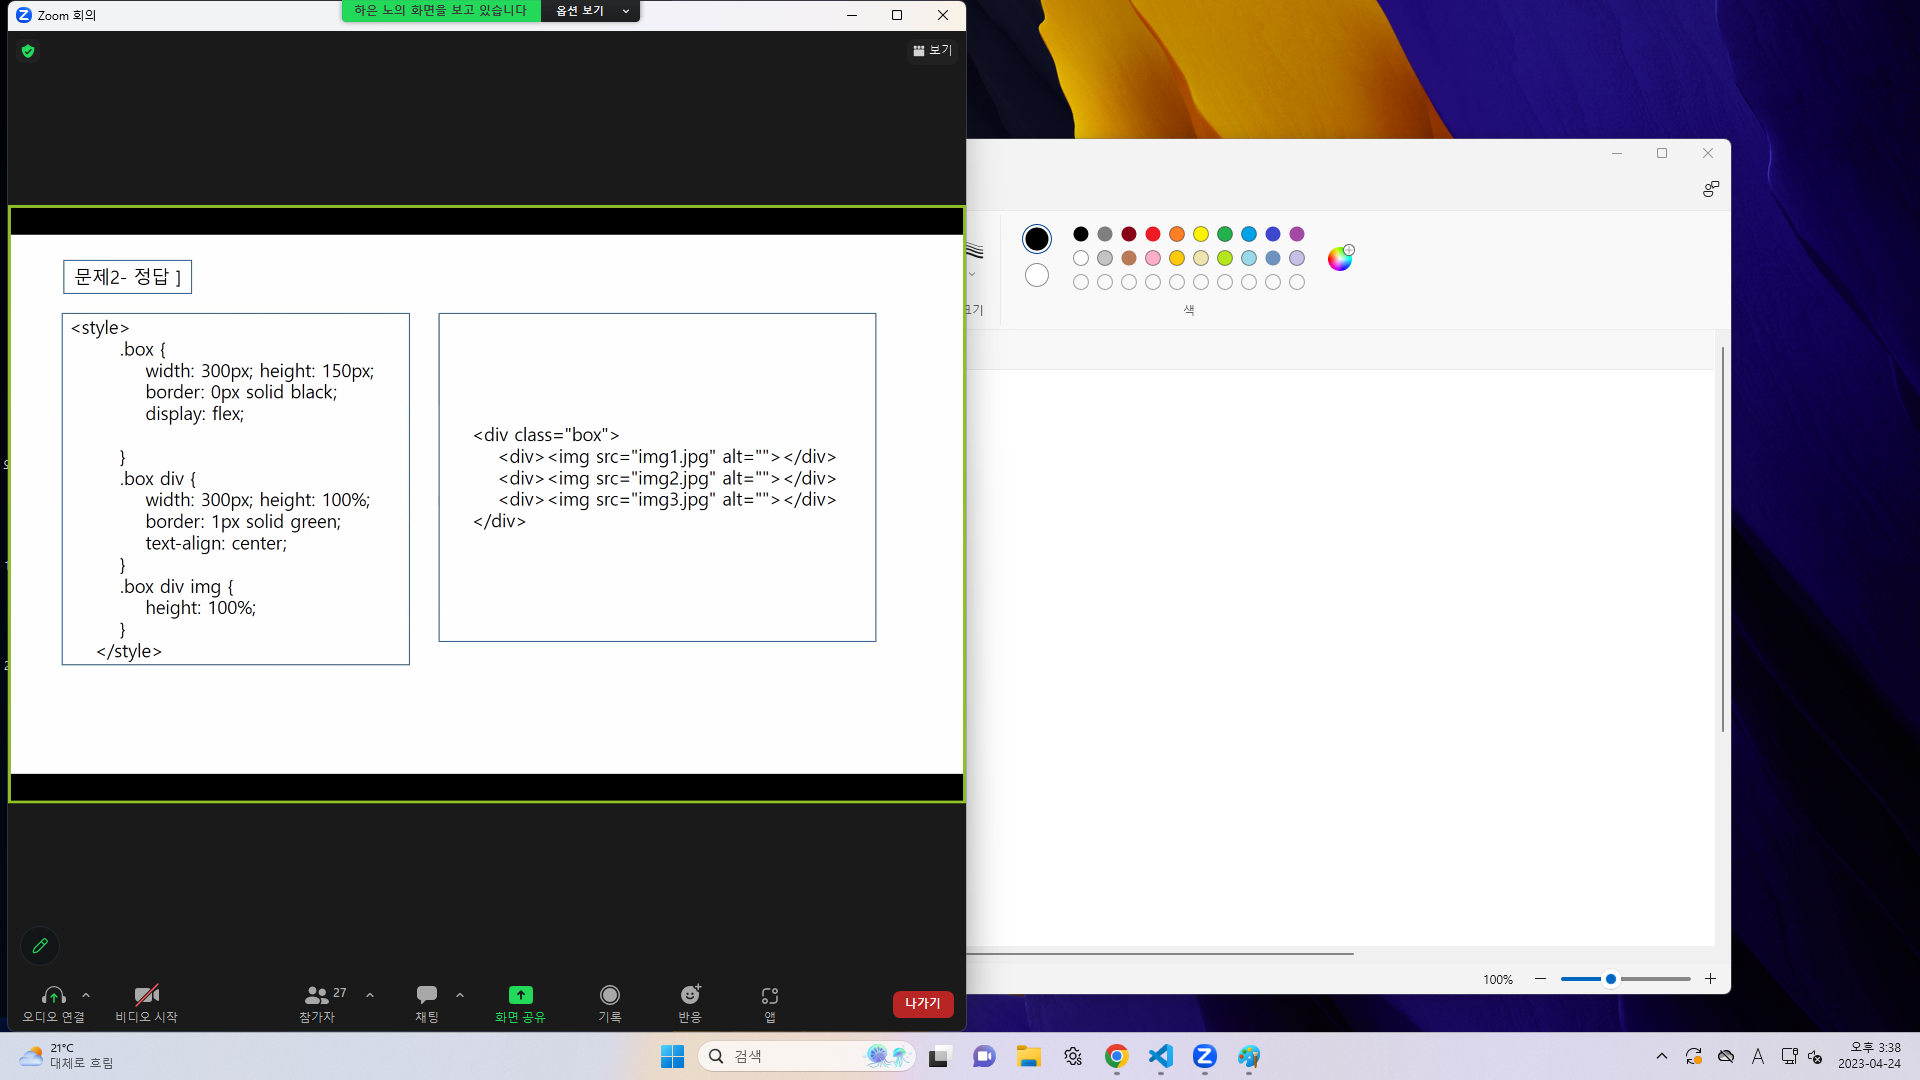 Zoom 회의
하은 노의 화면을 보고 있습니다
옵션 보기
보기
문제2- 정답 ]
<style>
.box {
width: 300px; height: 150px;
border: 0px solid black;
display: flex;
}
.box div {
width: 300px; height: 100%;
border: 1px solid green;
text-align: center;
}
.box div img {
height: 100%;
}
</style>
<div class="box">
<div><img src="img1.jpg" alt=""></div>
<div><img src="img2.jpg" alt=""></div>
<div><img src="img3.jpg" alt=""></div>
</div>
색
100%
27
오디오 연결
비디오 시작
참가자
채팅
화면 공유
기록
반응
앱
나가기
21°C
대체로 흐림
검색
A
오후 3:38
2023-04-24